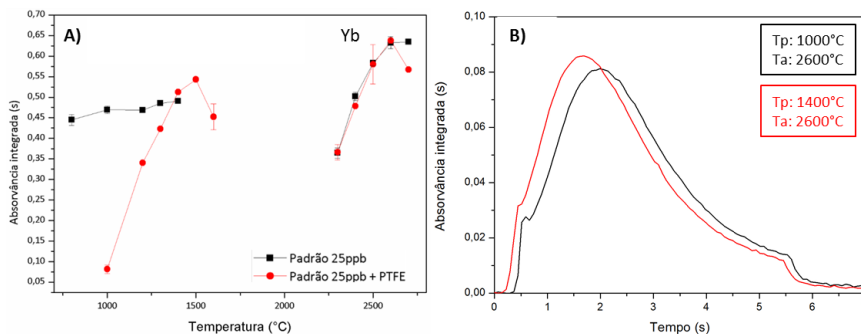 A)
Yb
Absorvância integrada (s)
0,70
0,65
0,60
0,55
0,50
0,45
0,40
0,35
0,30
0,25
0,20
0,15
0,10
0,05
Padrão 25ppb
Padrão 25ppb + PTFE
1000
1500
2000
2500
Temperatura (°C)
B)
Tp: 1000°C
Ta: 2600°C
Tp: 1400°C
Ta: 2600°C
Absorvância integrada (s)
0,10
0,08
0,06
0,04
0,02
0,00
0
1
2
3
4
5
6
Tempo (s)